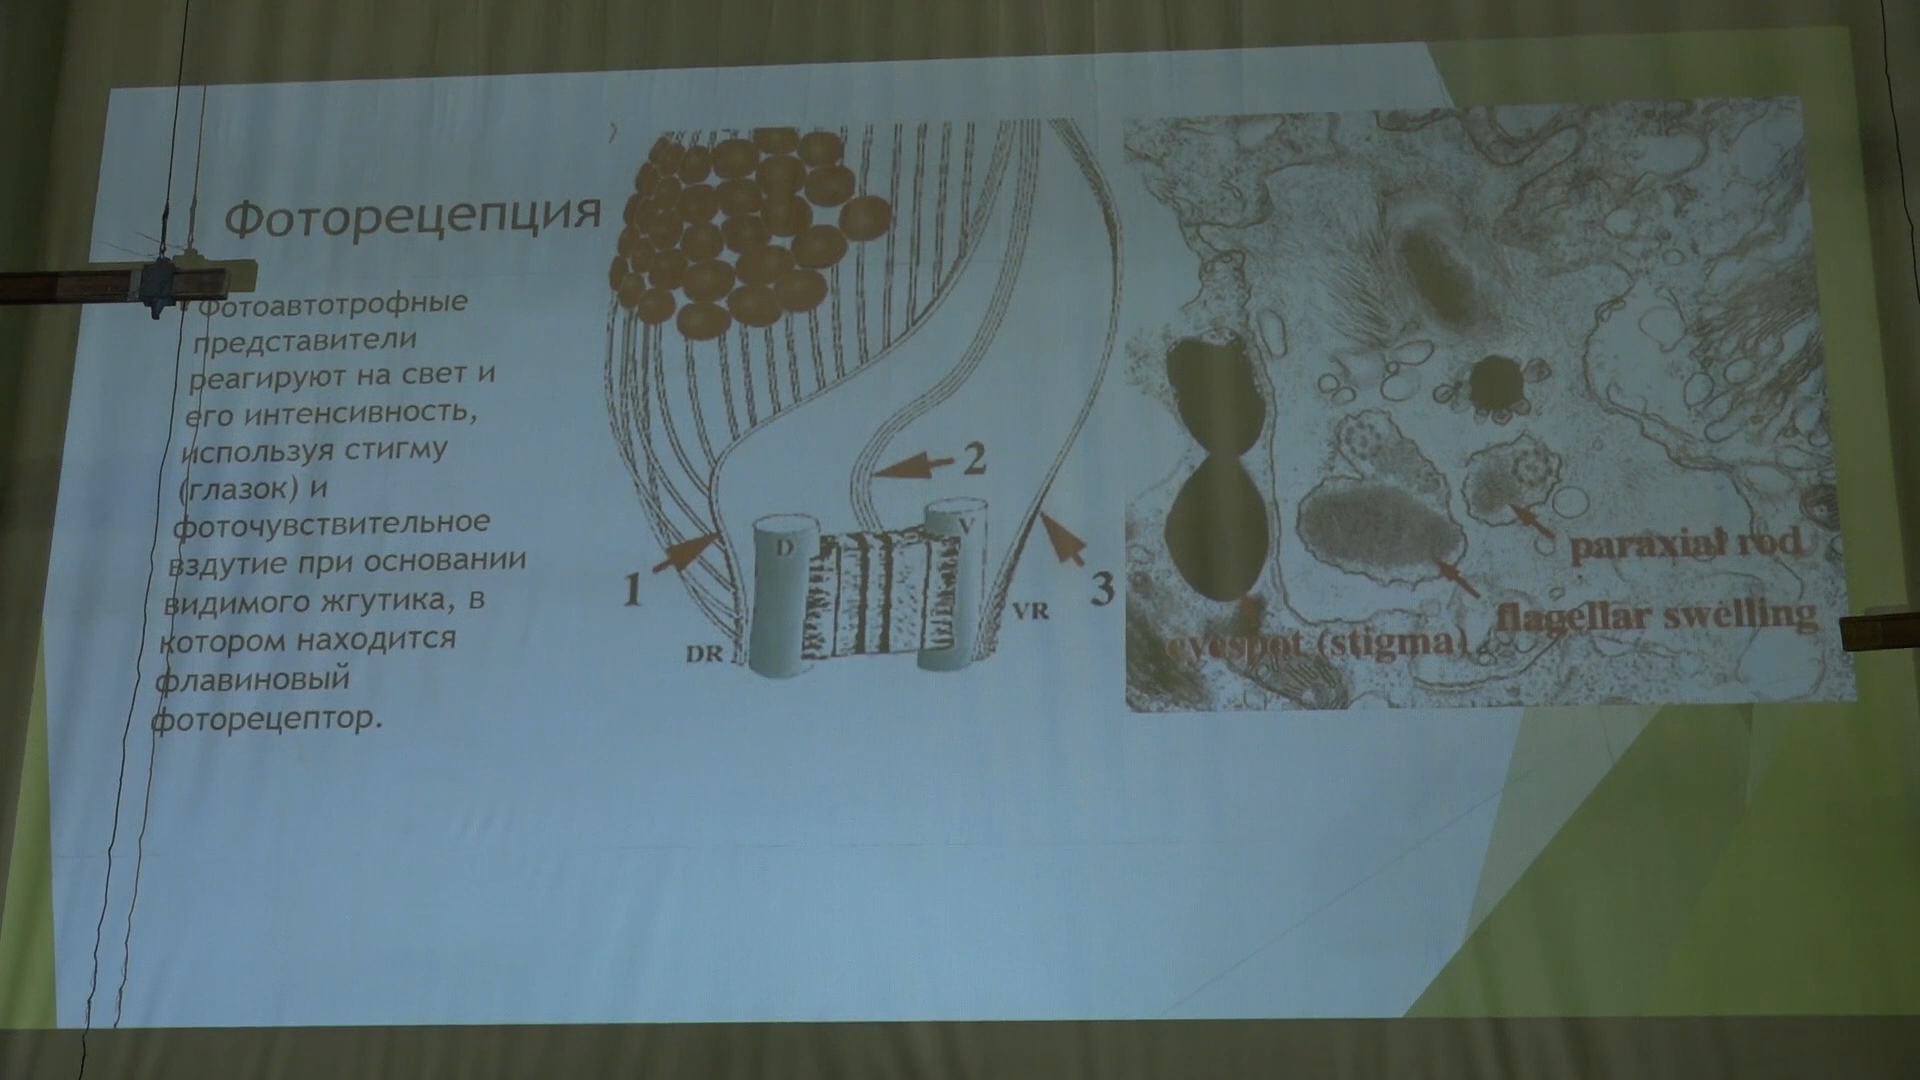 Фоторецепция
Фотоавтотрофные
представители
реагируют на свет и
его интенсивность,
используя стигму
(глазок) и
фоточувствительное
вздутие при основании
видимого жгутика, в
котором находится
флавиновый
фоторецептор.
2
D
V
1
3
VR
DR
paraxial rod
flagellar swelling
eyespot (stigma)